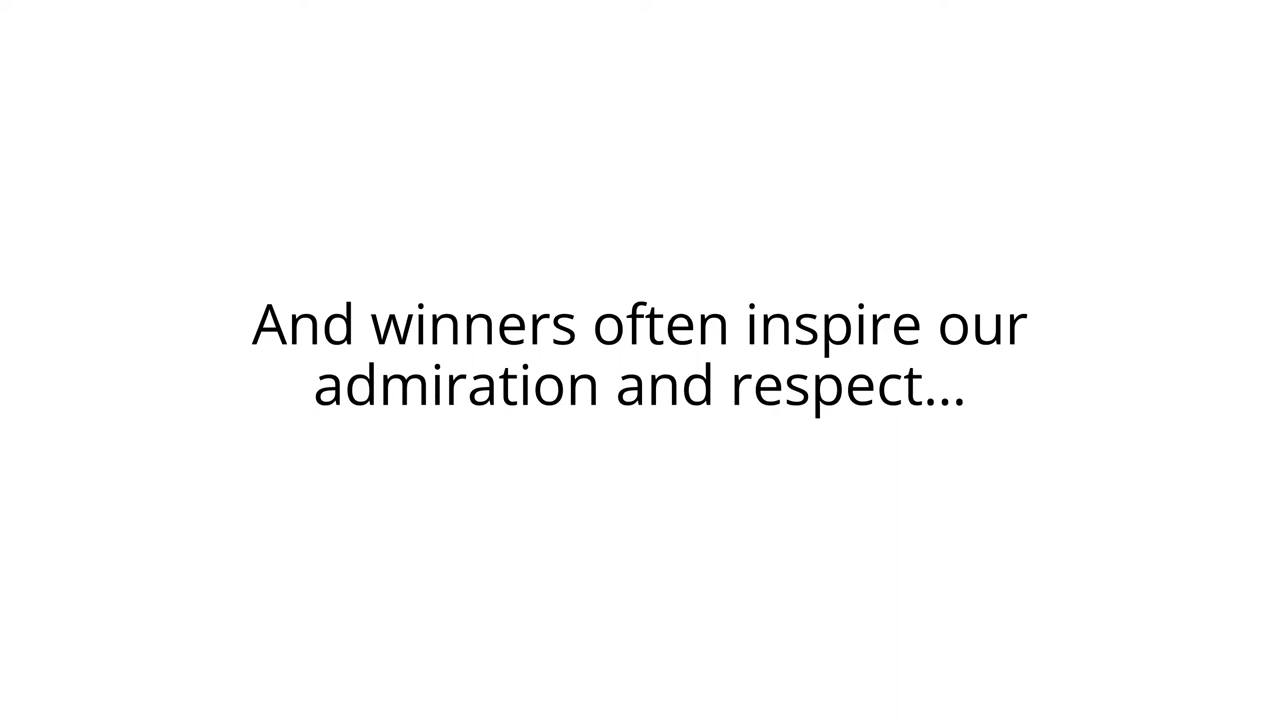 And winners often inspire our
admiration and respect...